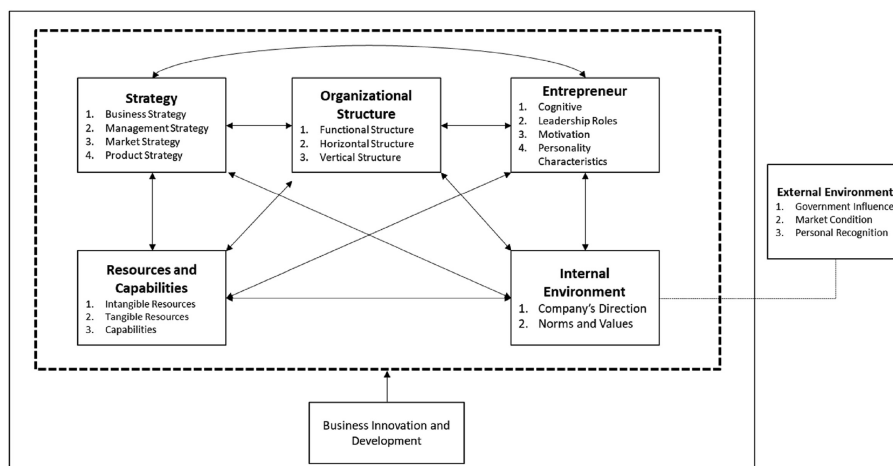 Strategy
1. Business Strategy
2. Management Strategy
3. Market Strategy
4. Product Strategy
Organizational
Structure
1. Functional Structure
2. Horizontal Structure
3. Vertical Structure
Entrepreneur
1. Cognitive
2. Leadership Roles
3. Motivation
4. Personality
Characteristics
External Environment
1. Government Influence
2. Market Condition
3. Personal Recognition
Resources and
Capabilities
1. Intangible Resources
2. Tangible Resources
3. Capabilities
Internal
Environment
1. Company's Direction
2. Norms and Values
Business Innovation and
Development